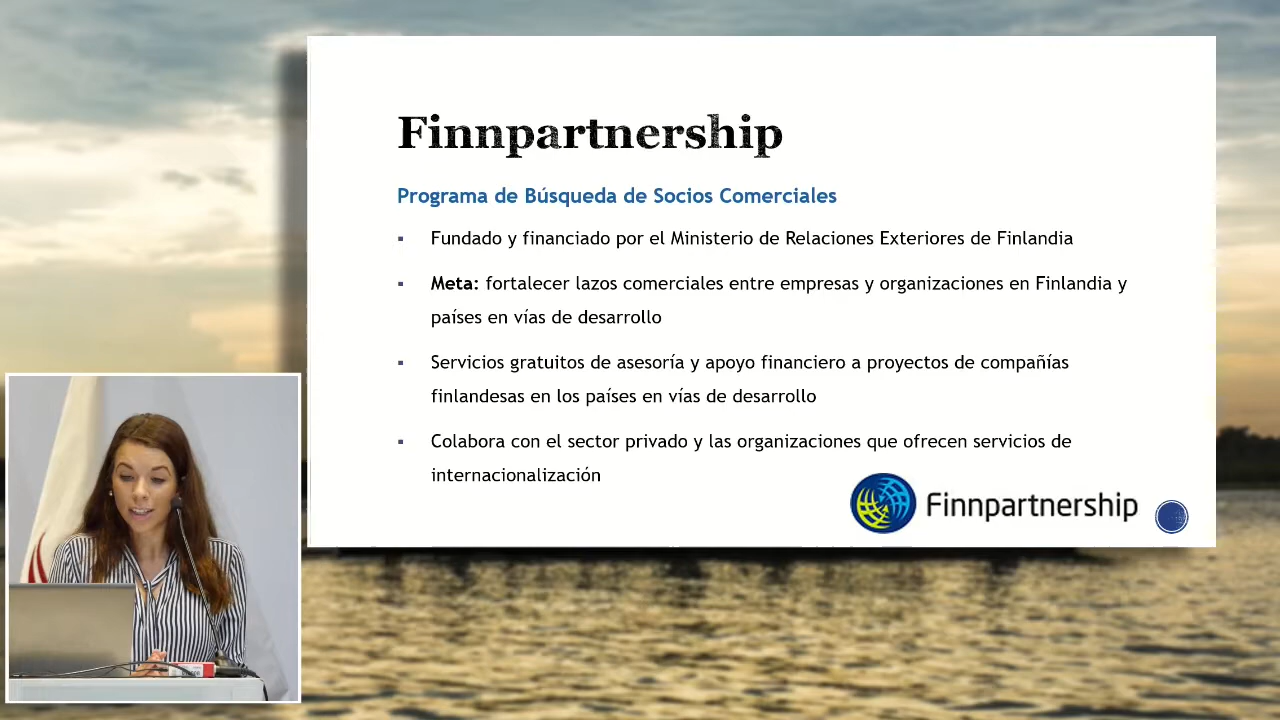 Finnpartnership
Programa de Búsqueda de Socios Comerciales
Fundado y financiado por el Ministerio de Relaciones Exteriores de Finlandia
Meta: fortalecer lazos comerciales entre empresas y organizaciones en Finlandia y
países en vías de desarrollo
Servicios gratuitos de asesoría y apoyo financiero a proyectos de compañías
finlandesas en los países en vías de desarrollo
Colabora con el sector privado y las organizaciones que ofrecen servicios de
internacionalización
Finnpartnership